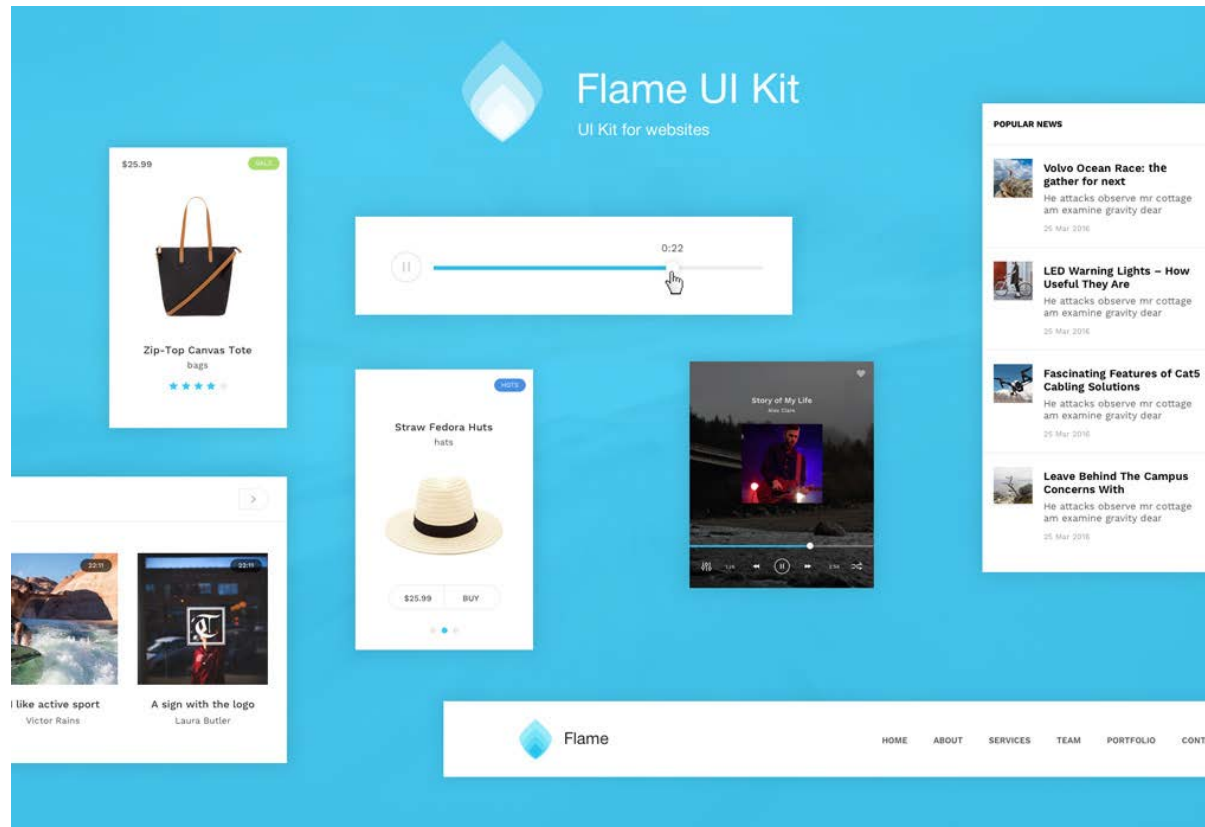 Flame UI Kit
UI Kit for websites
$25.99
SALE
Zip-Top Canvas Tote
bags
0:22
HOTS
Straw Fedora Huts
hats
$25.99
BUY
Story of My Life
Alex Clare
POPULAR NEWS
Volvo Ocean Race: the
gather for next
He attacks observe mr cottage
am examine gravity dear
25 Mar 2016
LED Warning Lights – How
Useful They Are
He attacks observe mr cottage
am examine gravity dear
25 Mar 2016
Fascinating Features of Cat5
Cabling Solutions
He attacks observe mr cottage
am examine gravity dear
25 Mar 2016
Leave Behind The Campus
Concerns With
He attacks observe mr cottage
am examine gravity dear
25 Mar 2016
22:11
22:11
I like active sport
Victor Rains
A sign with the logo
Laura Butler
Flame
HOME
ABOUT
SERVICES
TEAM
PORTFOLIO
CONT